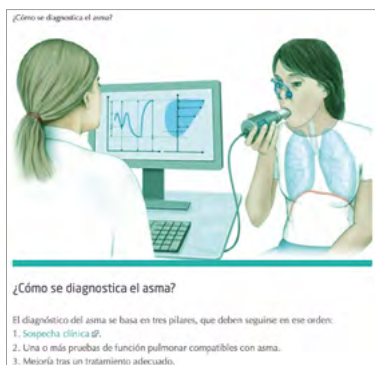 ¿Cómo se diagnostica el asma?
¿Cómo se diagnostica el asma?
El diagnóstico del asma se basa en tres pilares, que deben seguirse en ese orden:
1. Sospecha clínica.
2. Una o más pruebas de función pulmonar compatibles con asma.
3. Mejoría tras un tratamiento adecuado.